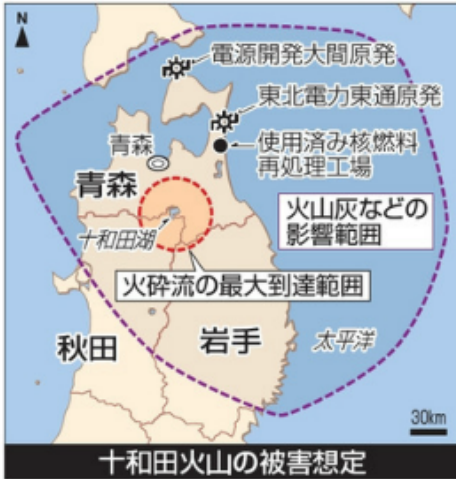 N
電源開発大間原発
東北電力東通原発
使用済み核燃料
再処理工場
青森
青森
十和田湖
火山灰などの
影響範囲
火砕流の最大到達範囲
秋田
岩手
太平洋
30km
十和田火山の被害想定